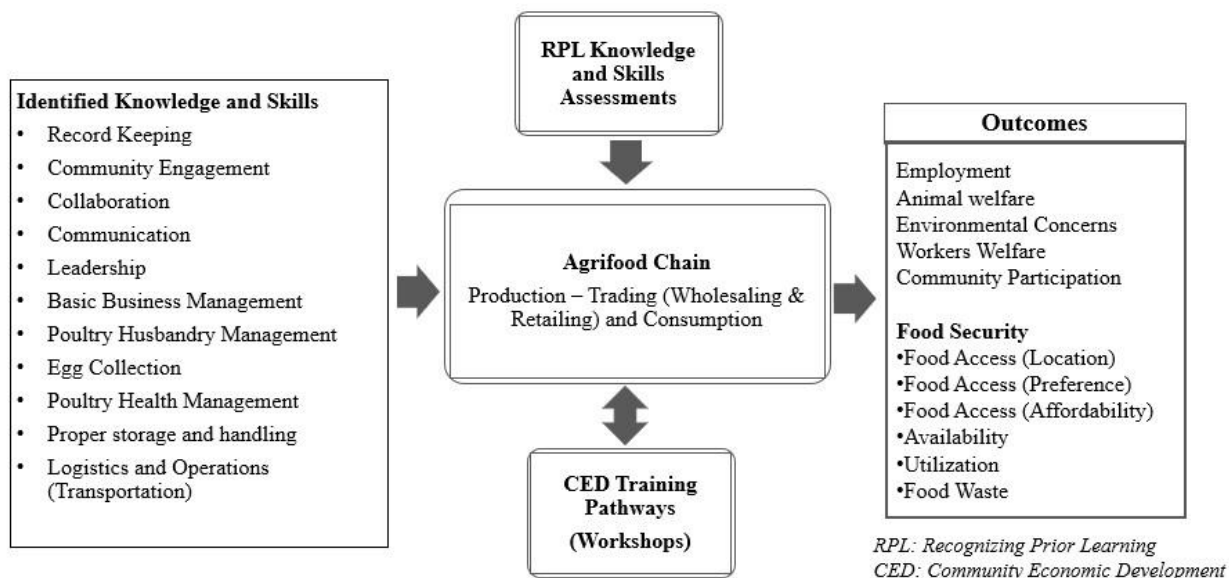 Identified Knowledge and Skills
• Record Keeping
• Community Engagement
• Collaboration
• Communication
• Leadership
• Basic Business Management
• Poultry Husbandry Management
• Egg Collection
• Poultry Health Management
• Proper storage and handling
• Logistics and Operations
(Transportation)
RPL Knowledge
and Skills
Assessments
Agrifood Chain
Production – Trading (Wholesaling &
Retailing) and Consumption
CED Training
Pathways
(Workshops)
Outcomes
Employment
Animal welfare
Environmental Concerns
Workers Welfare
Community Participation
Food Security
•Food Access (Location)
•Food Access (Preference)
•Food Access (Affordability)
•Availability
•Utilization
•Food Waste
RPL: Recognizing Prior Learning
CED: Community Economic Development